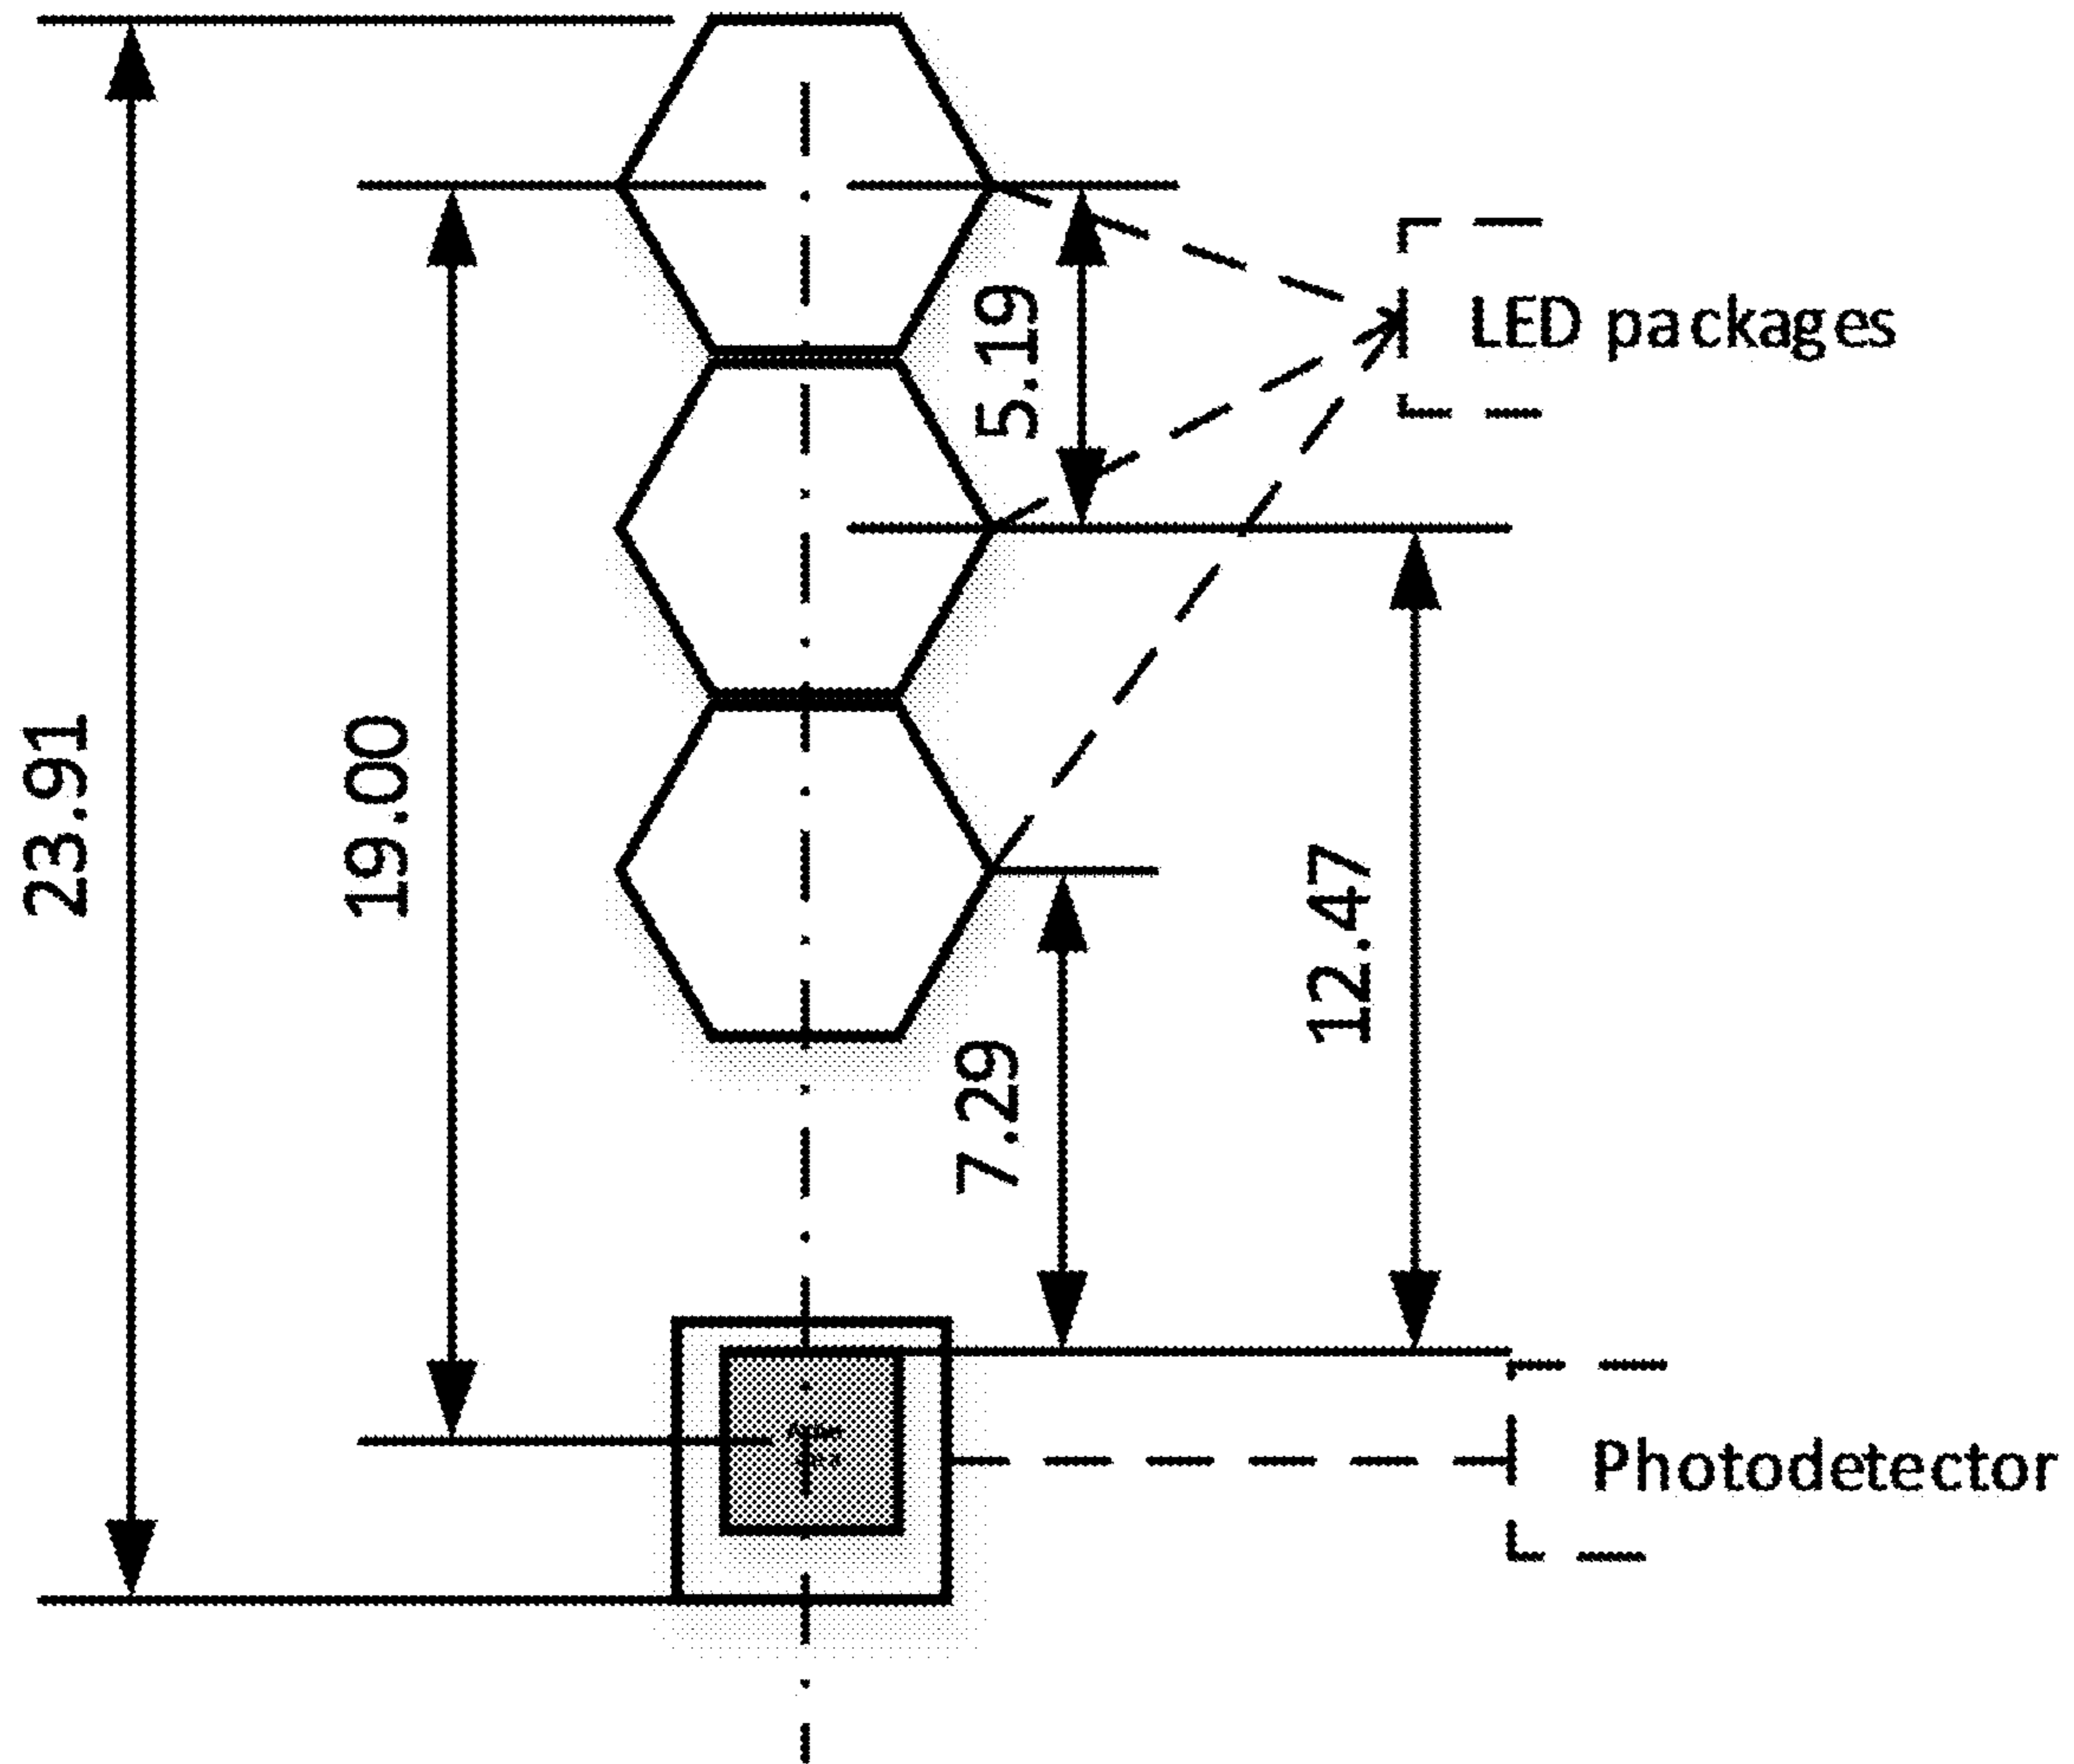 LED packages
5.19
23.91
19.00
12.47
7.29
Photodetector